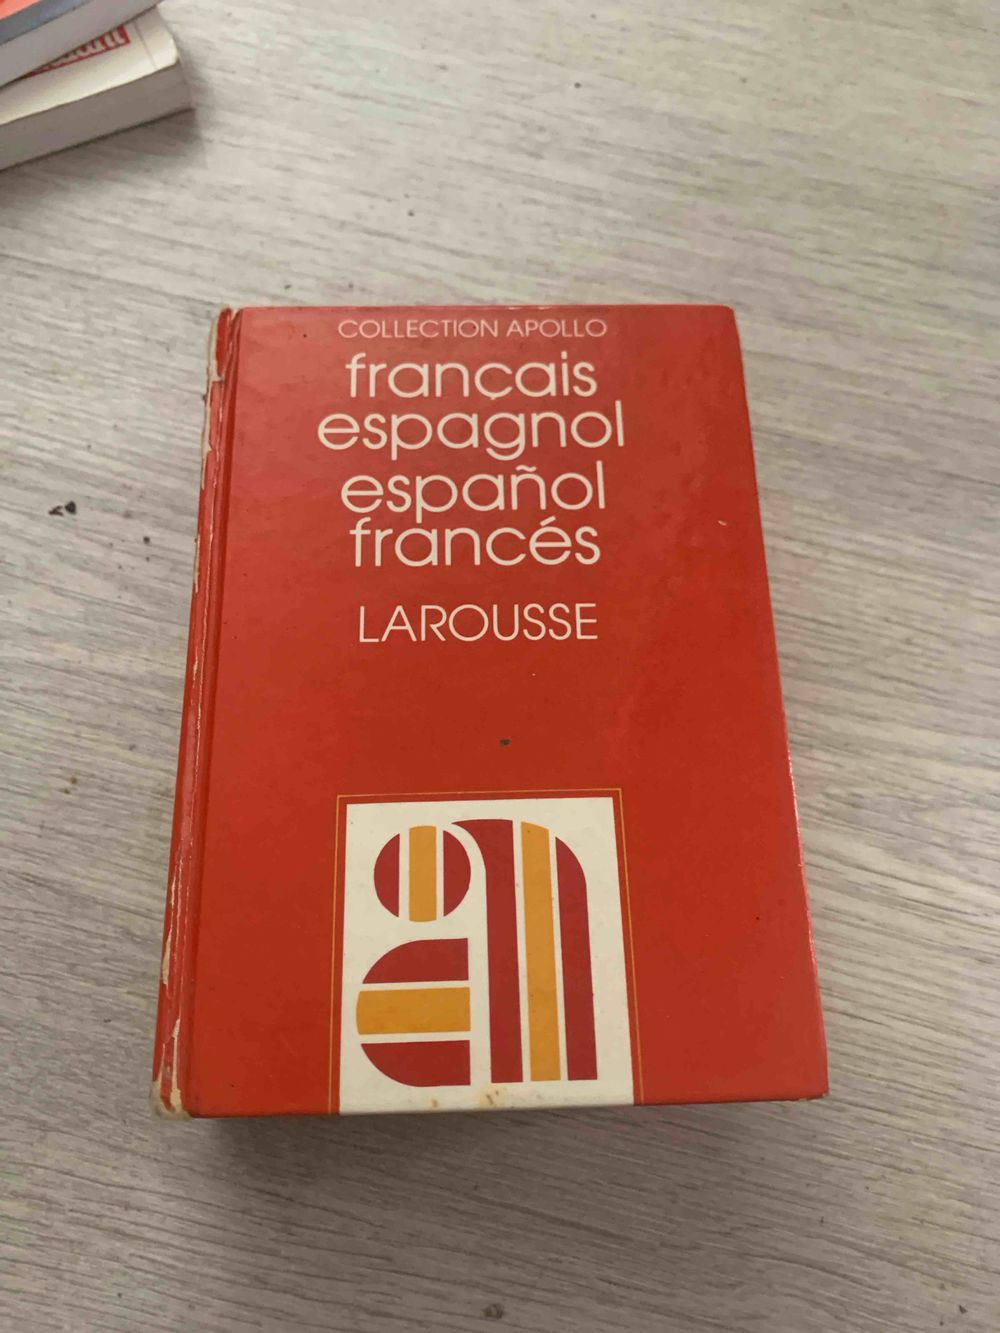 COLLECTION APOLLO
français
espagnol
español
francés
LAROUSSE